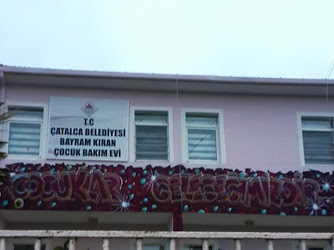 T.C
ÇATALCA BELEDİYESİ
BAYRAM KIRAN
ÇOCUK BAKIM EVİ
ÇOCUKLAR GELECEĞİMİZDİR